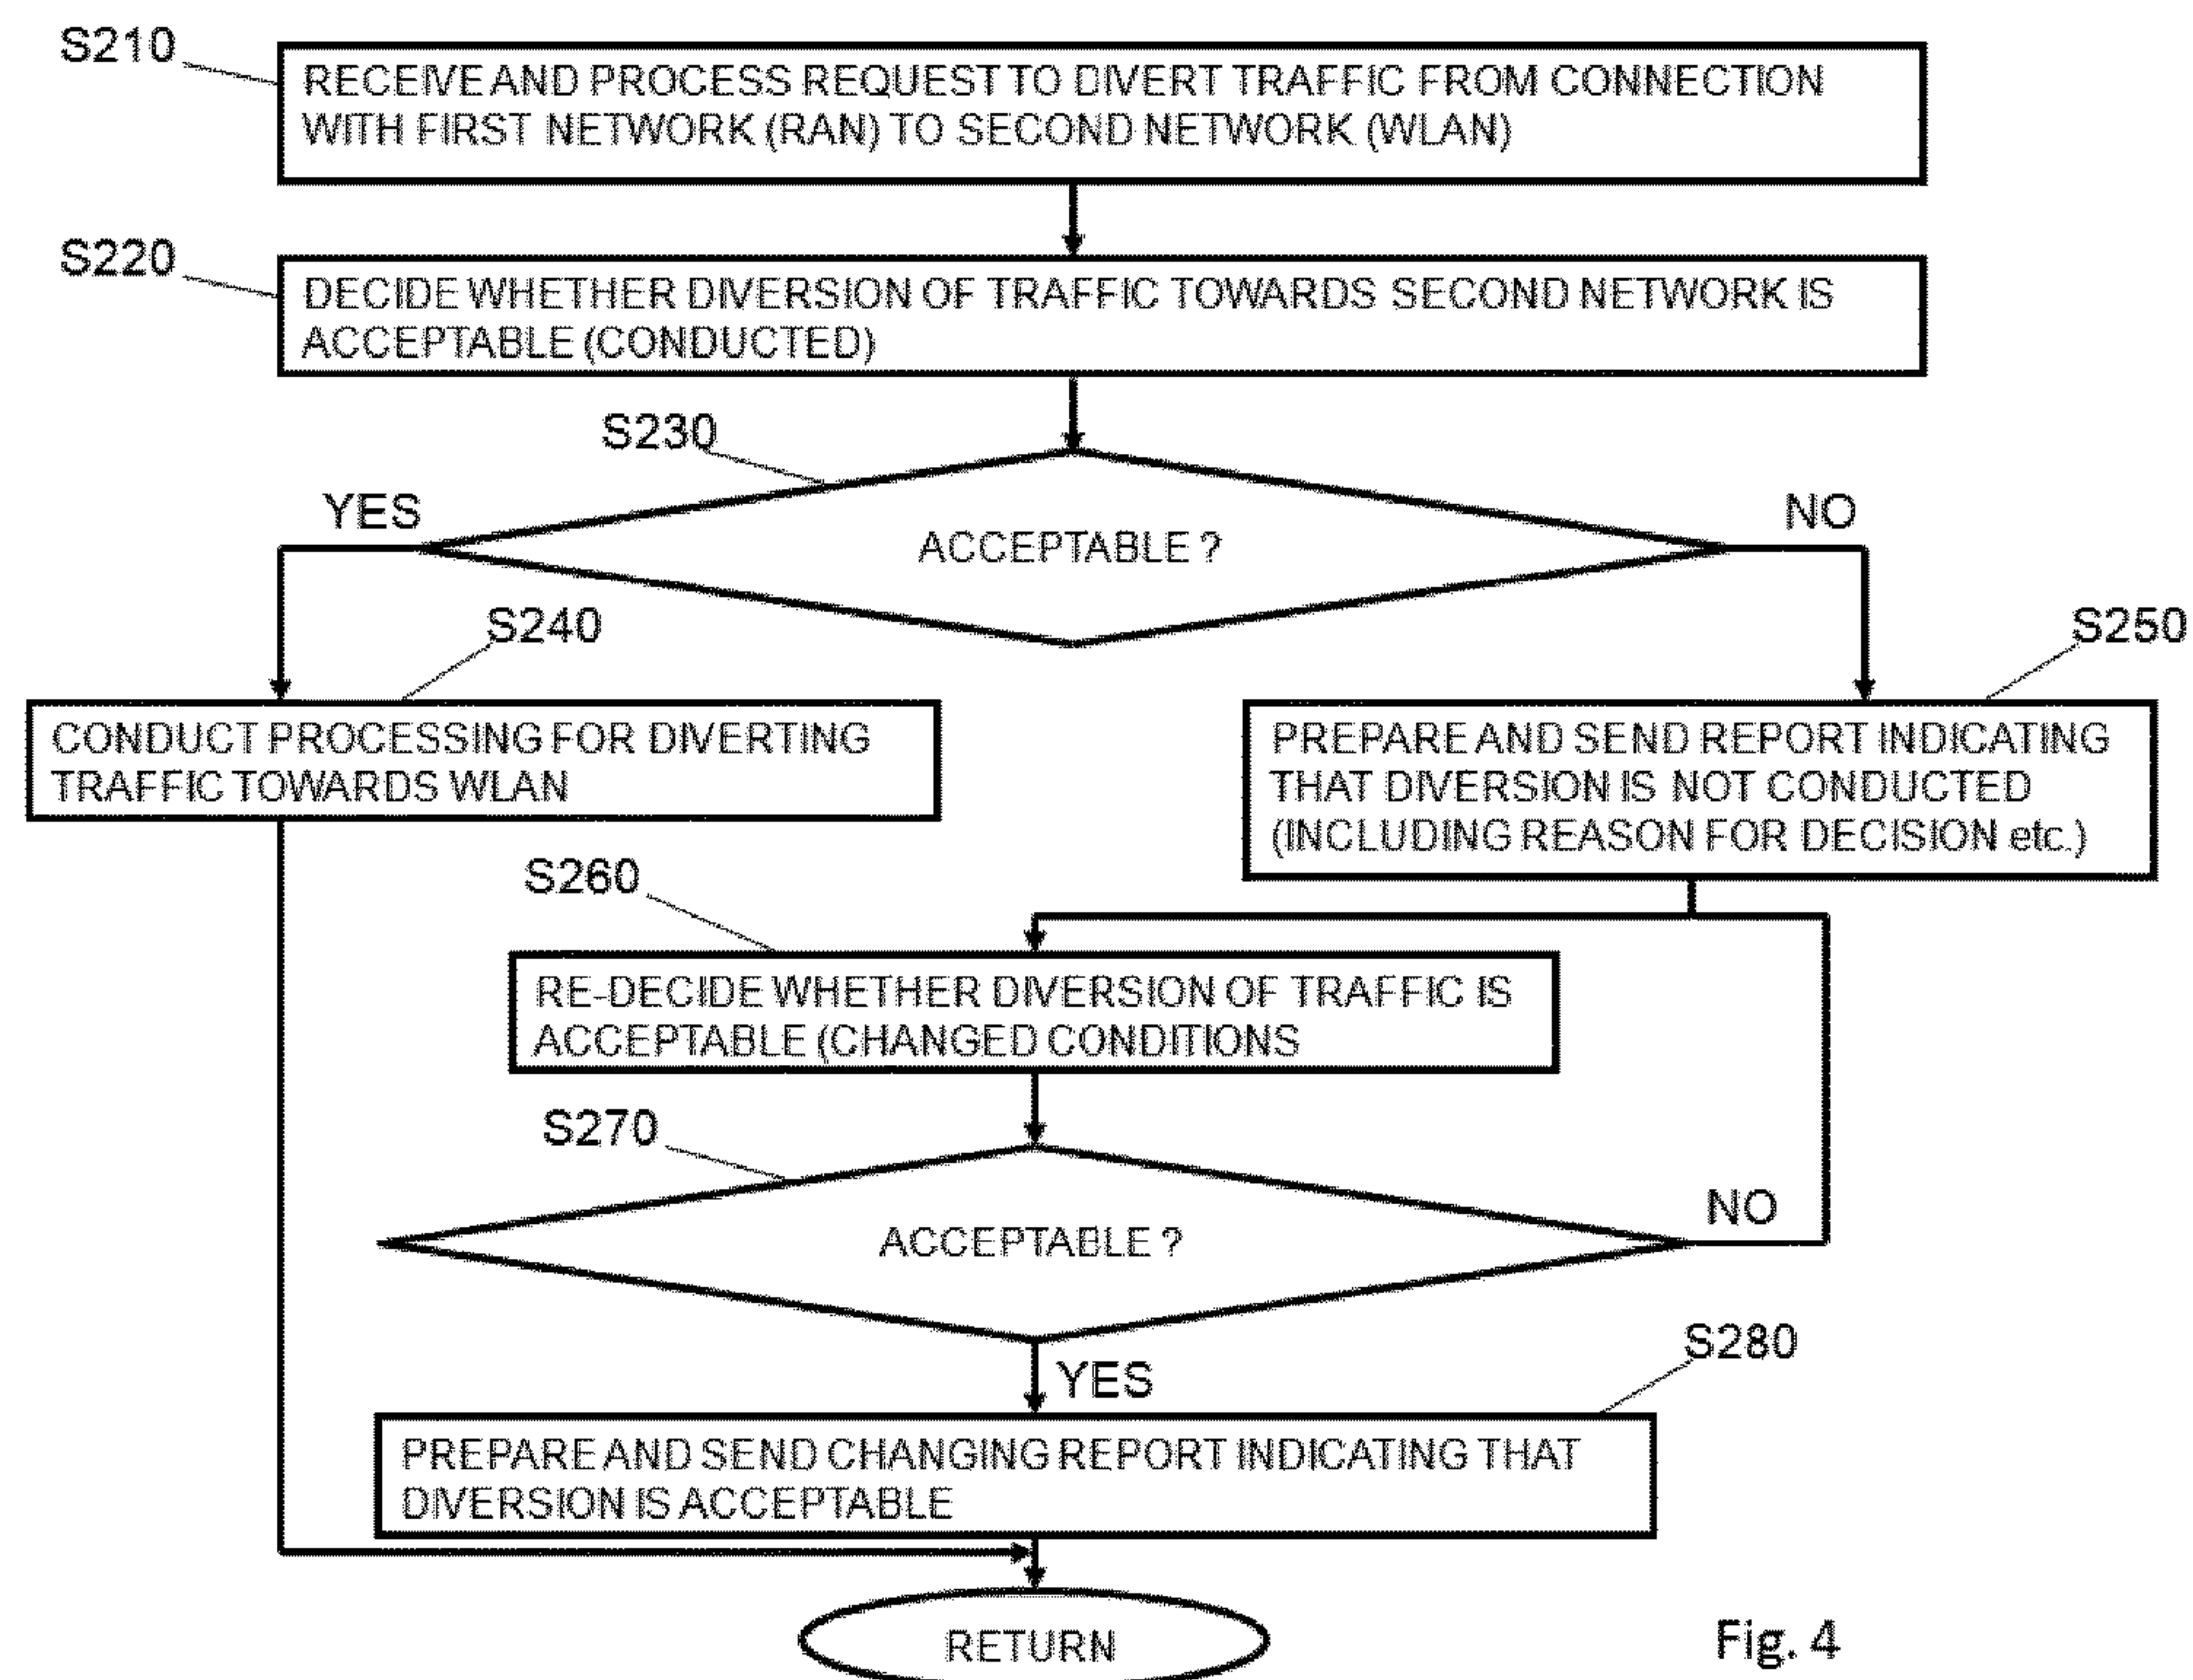 S210
RECEIVE AND PROCESS REQUEST TO DIVERT TRAFFIC FROM CONNECTION
WITH FIRST NETWORK (RAN) TO SECOND NETWORK (WLAN)
S220
DECIDE WHETHER DIVERSION OF TRAFFIC TOWARDS SECOND NETWORK IS
ACCEPTABLE (CONDUCTED)
S230
YES
NO
ACCEPTABLE ?
S240
S250
CONDUCT PROCESSING FOR DIVERTING
TRAFFIC TOWARDS WLAN
PREPARE AND SEND REPORT INDICATING
THAT DIVERSION IS NOT CONDUCTED
(INCLUDING REASON FOR DECISION etc.)
S260
RE-DECIDE WHETHER DIVERSION OF TRAFFIC IS
ACCEPTABLE (CHANGED CONDITIONS
S270
NO
ACCEPTABLE ?
S280
YES
PREPARE AND SEND CHANGING REPORT INDICATING THAT
DIVERSION IS ACCEPTABLE
RETURN
Fig. 4